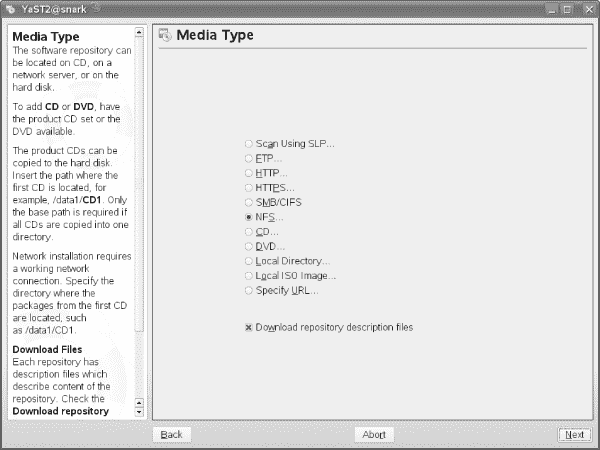 YaST2@snark
Media Type
The software repository can
be located on CD, on a
network server, or on the
hard disk.
To add CD or DVD, have
the product CD set or the
DVD available.
The product CDs can be
copied to the hard disk.
Insert the path where the
first CD is located, for
example, /data1/CD1. Only
the base path is required if
all CDs are copied into one
directory.
Network installation requires
a working network
connection. Specify the
directory where the
packages from the first CD
are located, such
as /data1/CD1.
Download Files
Each repository has
description files which
describe content of the
repository. Check the
Download repository
Media Type
Scan Using SLP...
FTP...
HTTP...
HTTPS...
SMB/CIFS
NFS...
CD...
DVD...
Local Directory...
Local ISO Image...
Specify URL...
Download repository description files
Back
Abort
Next